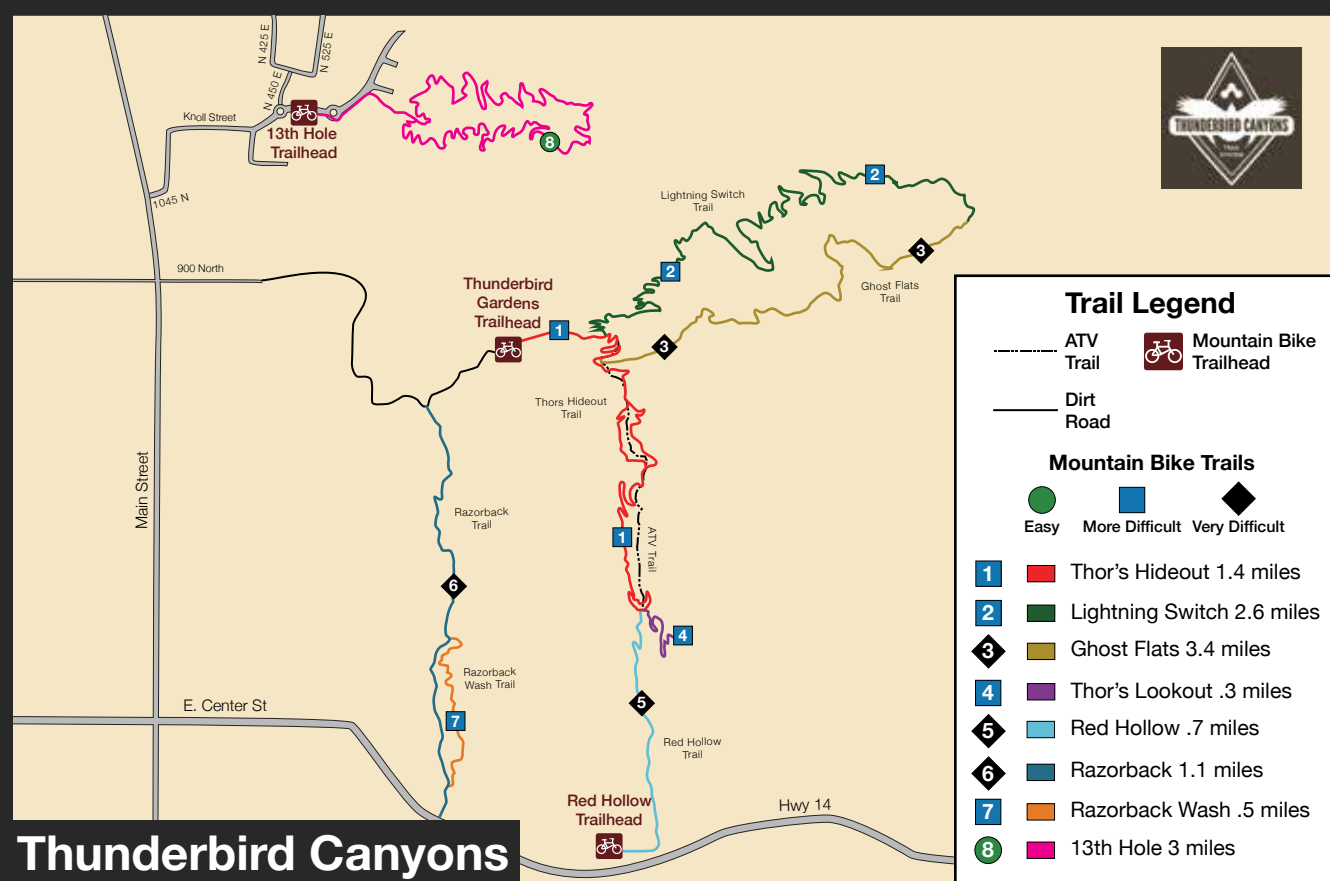 N 425 E
N 525 E
N 450 E
Knoll Street
13th Hole
Trailhead
8
1045 N
THUNDERBIRD CANYONS
TRAIL
SYSTEM
2
Lightning Switch
Trail
3
2
900 North
Ghost Flats
Trail
Thunderbird
Gardens
Trailhead
1
3
Thors Hideout
Trail
Main Street
Razorback
Trail
1
ATV Trail
6
4
Razorback
Wash Trail
5
E. Center St
7
Red Hollow
Trail
Red Hollow
Trailhead
Hwy 14
Thunderbird Canyons
Trail Legend
ATV
Trail
Mountain Bike
Trailhead
Dirt
Road
Mountain Bike Trails
Easy
More Difficult
Very Difficult
1 Thor's Hideout 1.4 miles
2 Lightning Switch 2.6 miles
3 Ghost Flats 3.4 miles
4 Thor's Lookout .3 miles
5 Red Hollow .7 miles
6 Razorback 1.1 miles
7 Razorback Wash .5 miles
8 13th Hole 3 miles